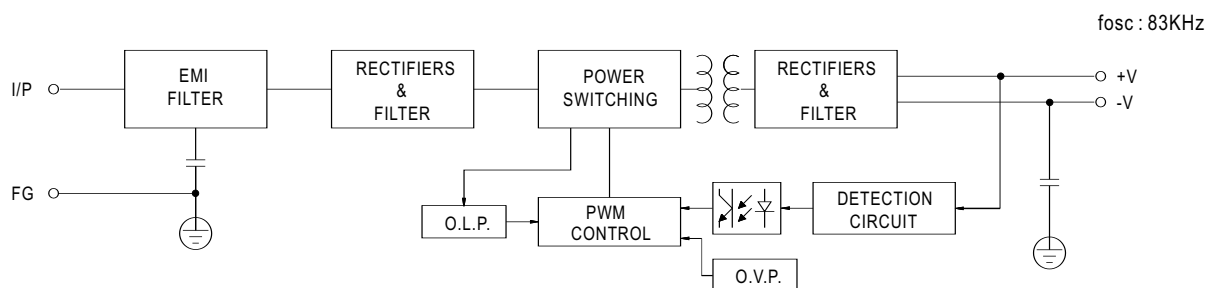 fosc : 83KHz
I/P
EMI
FILTER
RECTIFIERS
&
FILTER
POWER
SWITCHING
RECTIFIERS
&
FILTER
+V
-V
FG
O.L.P.
PWM
CONTROL
DETECTION
CIRCUIT
O.V.P.